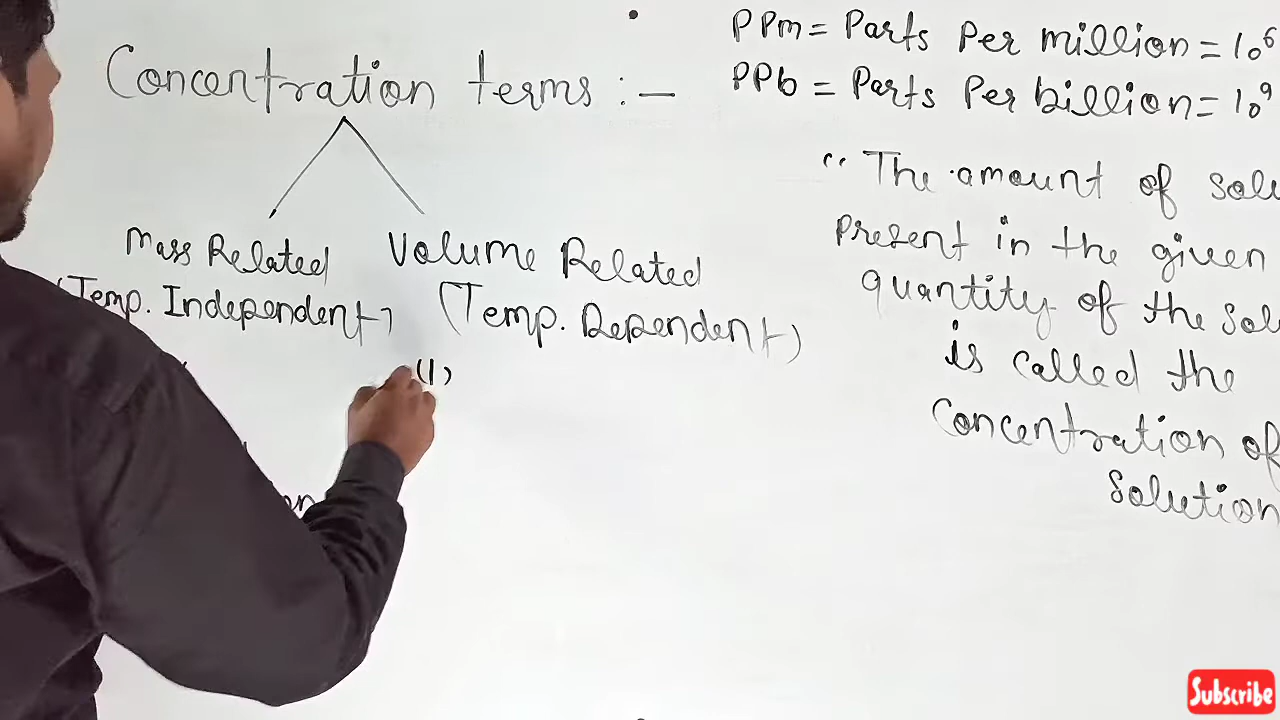 Concentration terms :-
Mass Related
(Temp. Independent)
Volume Related
(Temp. Dependent)
(1)
PPm = Parts Per million = 10⁶
PPb = Parts Per billion = 10⁹
" The amount of
Present in the given
quantity of the
is called the
Concentration of
Solution
Subscribe